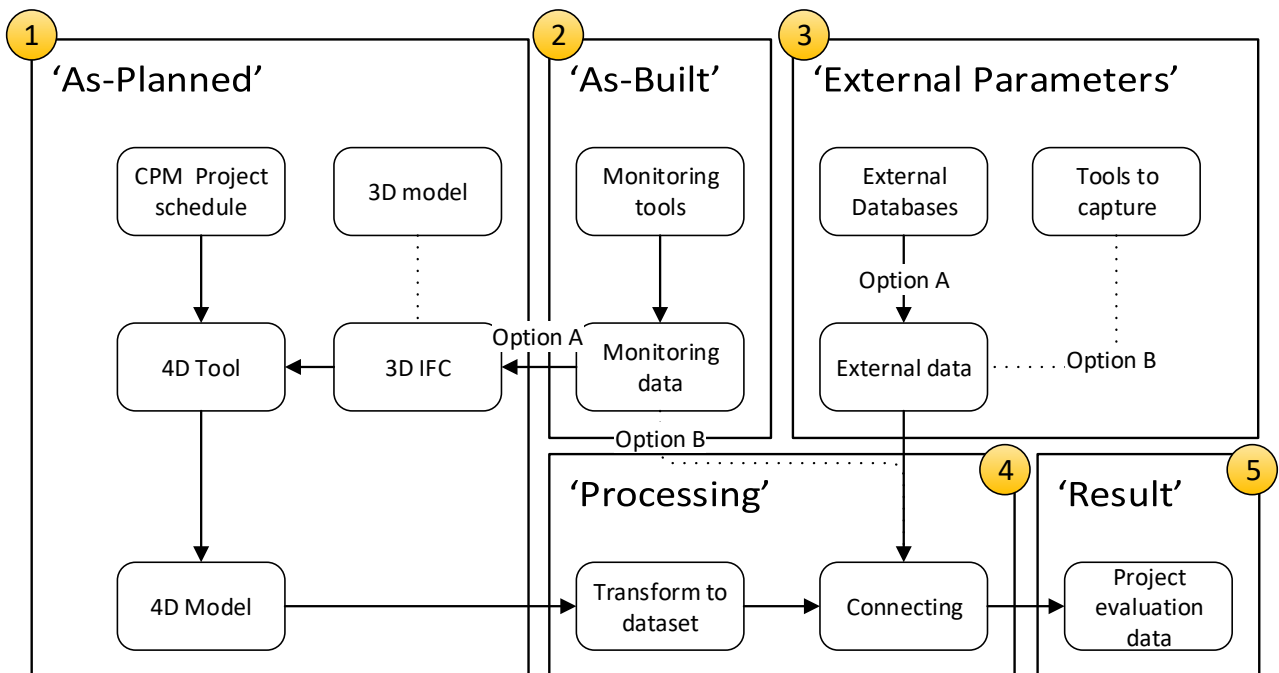 1
2
3
‘As-Planned’
‘As-Built’
‘External Parameters’
CPM Project
schedule
3D model
Monitoring
tools
External
Databases
Tools to
capture
Option A
Option A
4D Tool
3D IFC
Monitoring
data
External data
Option B
Option B
4
5
‘Processing’
‘Result’
4D Model
Transform to
dataset
Connecting
Project
evaluation
data